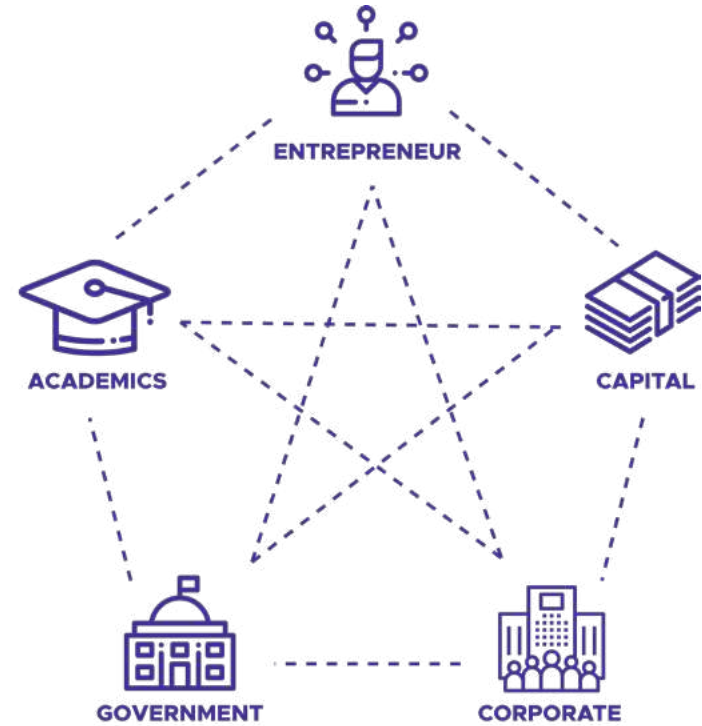 ENTREPRENEUR
ACADEMICS
CAPITAL
GOVERNMENT
CORPORATE